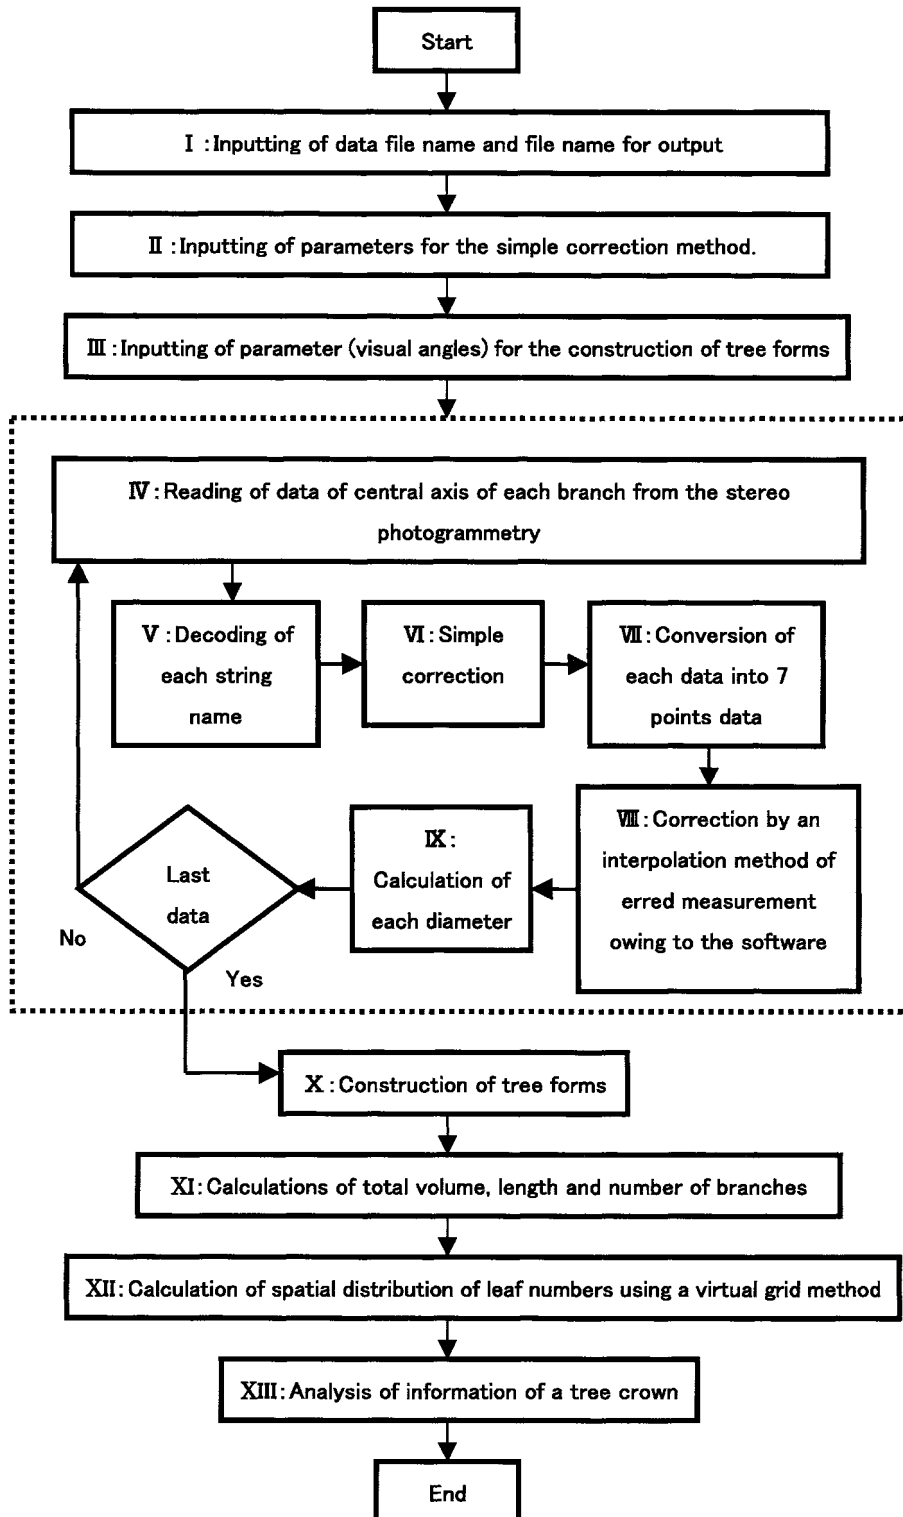 Start
Ⅰ:Inputting of data file name and file name for output
Ⅱ:Inputting of parameters for the simple correction method.
Ⅲ:Inputting of parameter (visual angles) for the construction of tree forms
Ⅳ:Reading of data of central axis of each branch from the stereo
photogrammetry
Ⅴ:Decoding of
each string
name
Ⅵ:Simple
correction
Ⅶ:Conversion of
each data into 7
points data
Ⅷ:Correction by an
interpolation method of
erred measurement
owing to the software
Ⅸ:
Calculation of
each diameter
Last
data
No
Yes
Ⅹ:Construction of tree forms
XI:Calculations of total volume, length and number of branches
XII:Calculation of spatial distribution of leaf numbers using a virtual grid method
XIII:Analysis of information of a tree crown
End